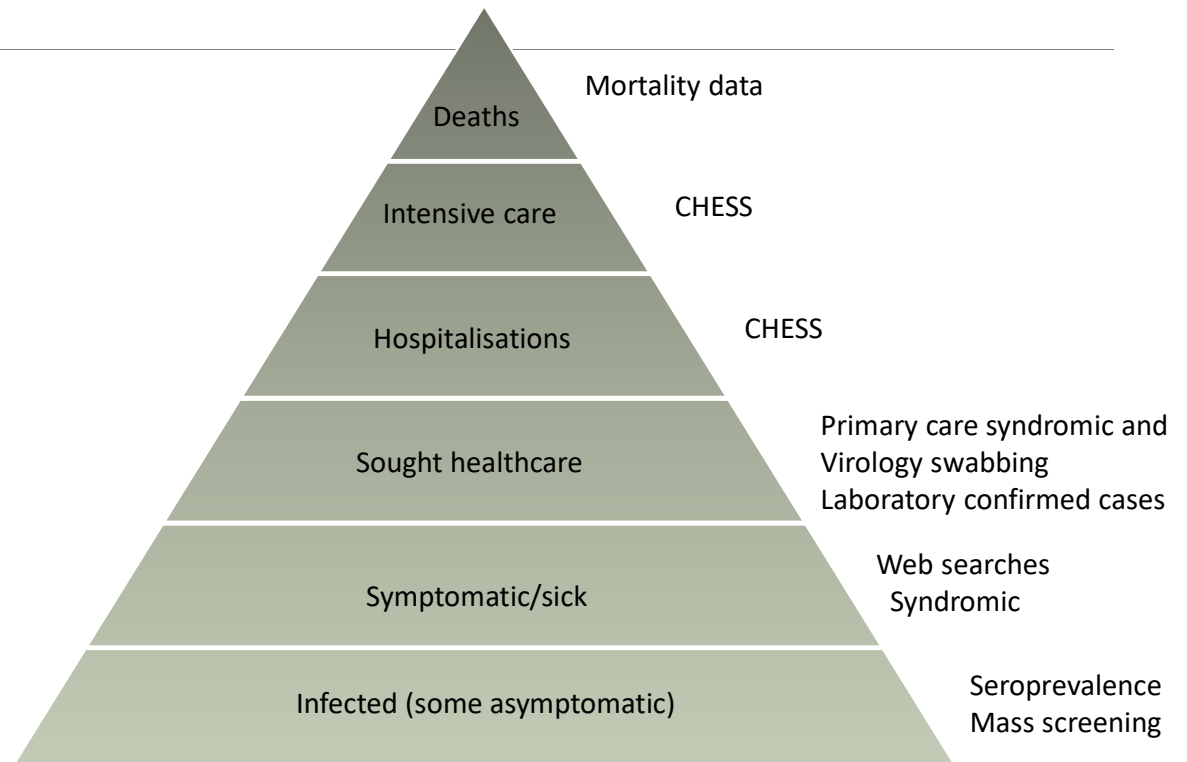 Mortality data
Deaths
Intensive care
CHESS
Hospitalisations
CHESS
Primary care syndromic and
Virology swabbing
Laboratory confirmed cases
Sought healthcare
Web searches
Syndromic
Symptomatic/sick
Seroprevalence
Mass screening
Infected (some asymptomatic)